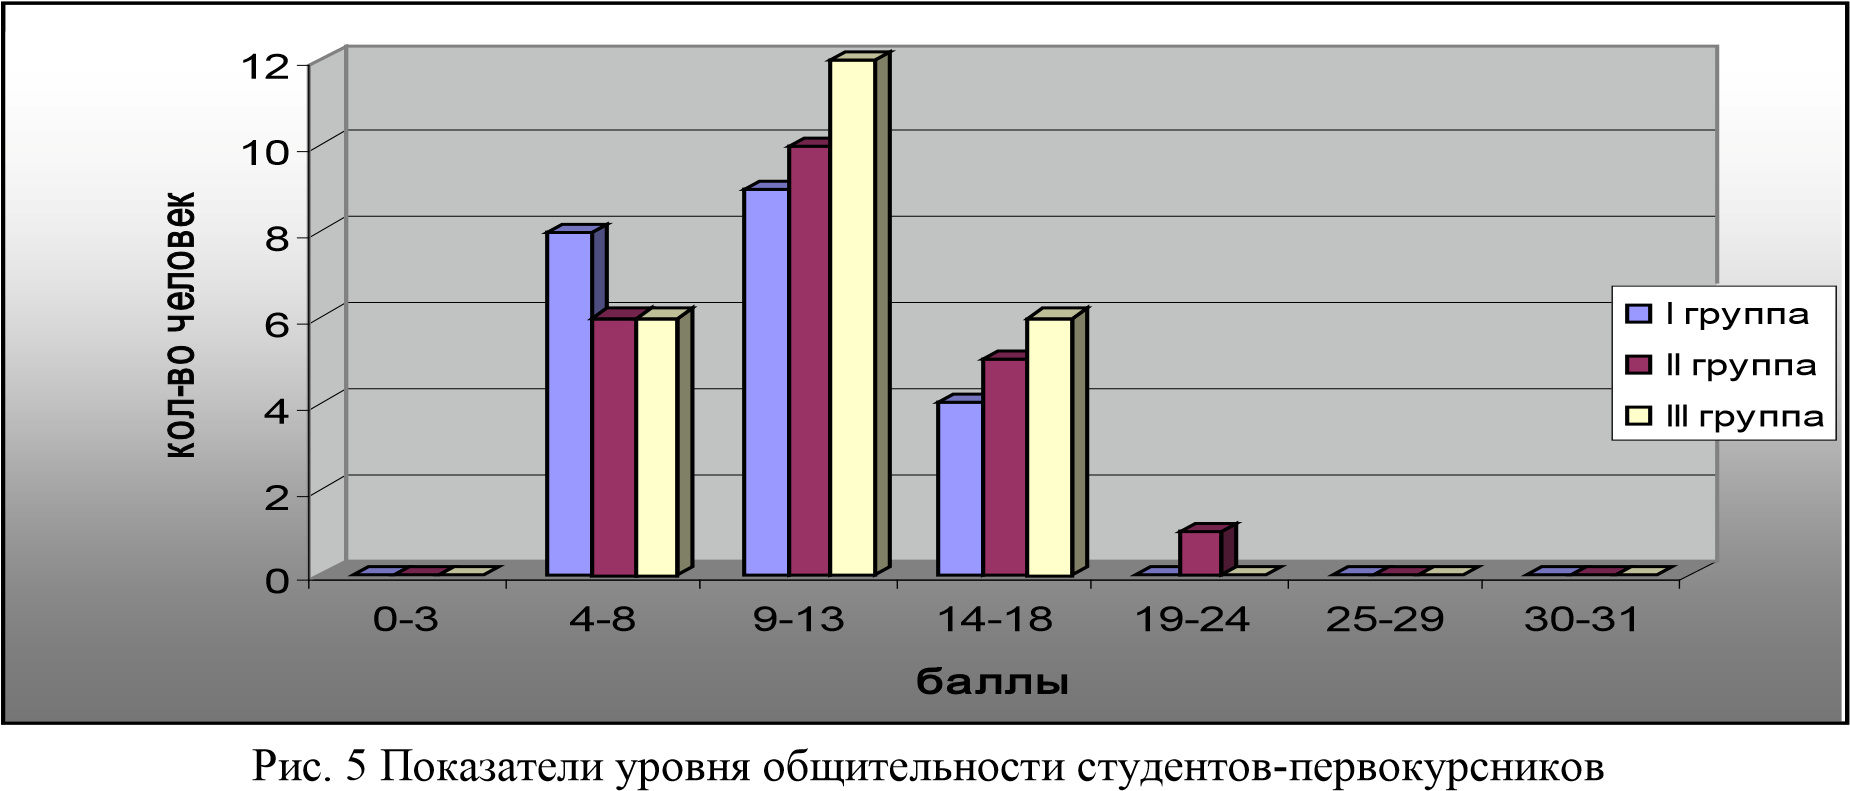 12
10
8
6
4
2
0
кол-во человек
0-3 4-8 9-13 14-18 19-24 25-29 30-31
баллы
I группа
II группа
III группа
Рис. 5 Показатели уровня общительности студентов-первокурсников